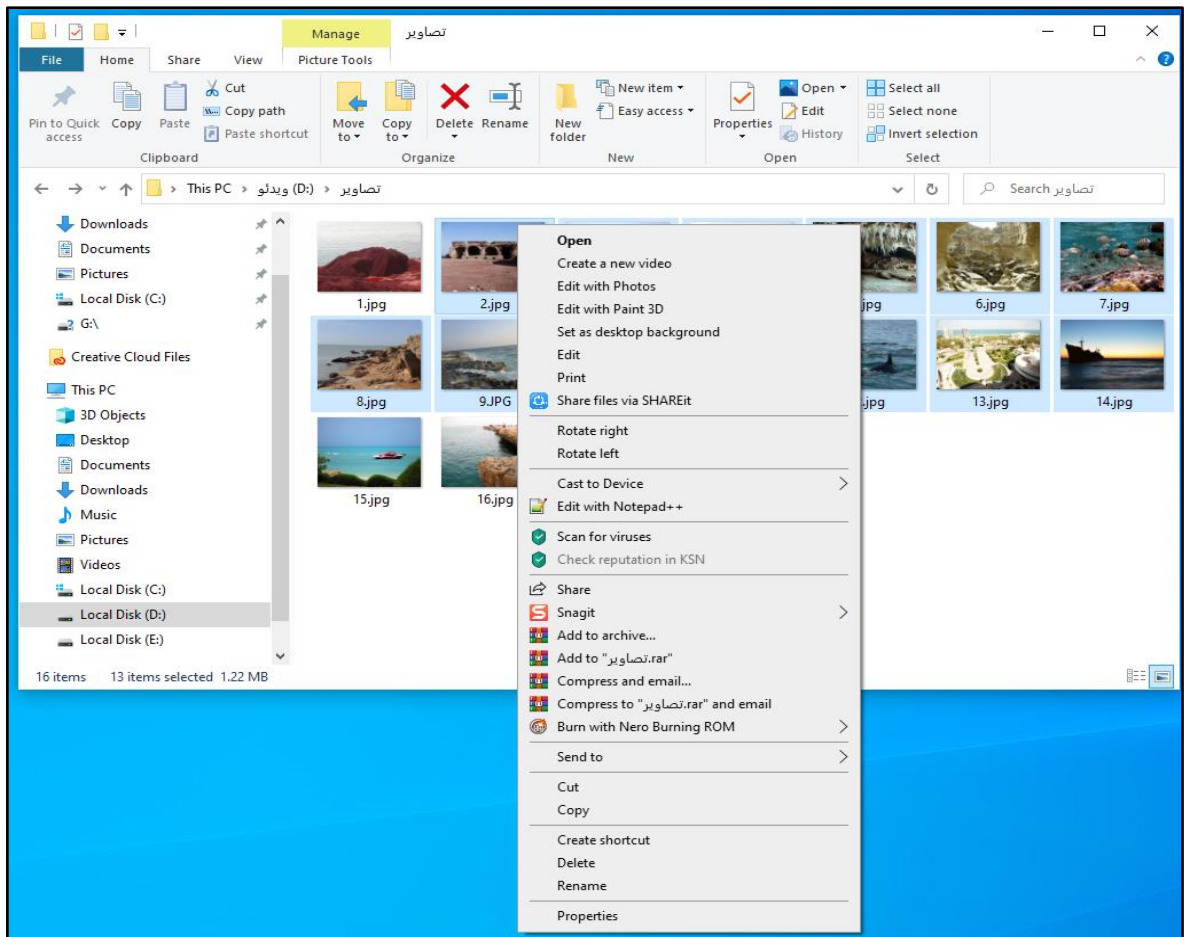 Manage تصاویر
File Home Share View Picture Tools
Pin to Quick access Copy Paste Cut Copy path Paste shortcut Move to Copy to Delete Rename New folder New item Easy access Properties Open Edit History Select all Select none Invert selection
Clipboard Organize New Open Select
This PC › ویدئو (D:) › تصاویر Search تصاویر
Downloads
Documents
Pictures
Local Disk (C:)
G:\
Creative Cloud Files
This PC
3D Objects
Desktop
Documents
Downloads
Music
Pictures
Videos
Local Disk (C:)
Local Disk (D:)
Local Disk (E:)
1.jpg 2.jpg jpg 6.jpg 7.jpg
8.jpg 9.JPG .jpg 13.jpg 14.jpg
15.jpg 16.jpg
Open
Create a new video
Edit with Photos
Edit with Paint 3D
Set as desktop background
Edit
Print
Share files via SHAREit
Rotate right
Rotate left
Cast to Device
Edit with Notepad++
Scan for viruses
Check reputation in KSN
Share
Snagit
Add to archive...
Add to "تصاویر.rar"
Compress and email...
Compress to "تصاویر.rar" and email
Burn with Nero Burning ROM
Send to
Cut
Copy
Create shortcut
Delete
Rename
Properties
16 items 13 items selected 1.22 MB